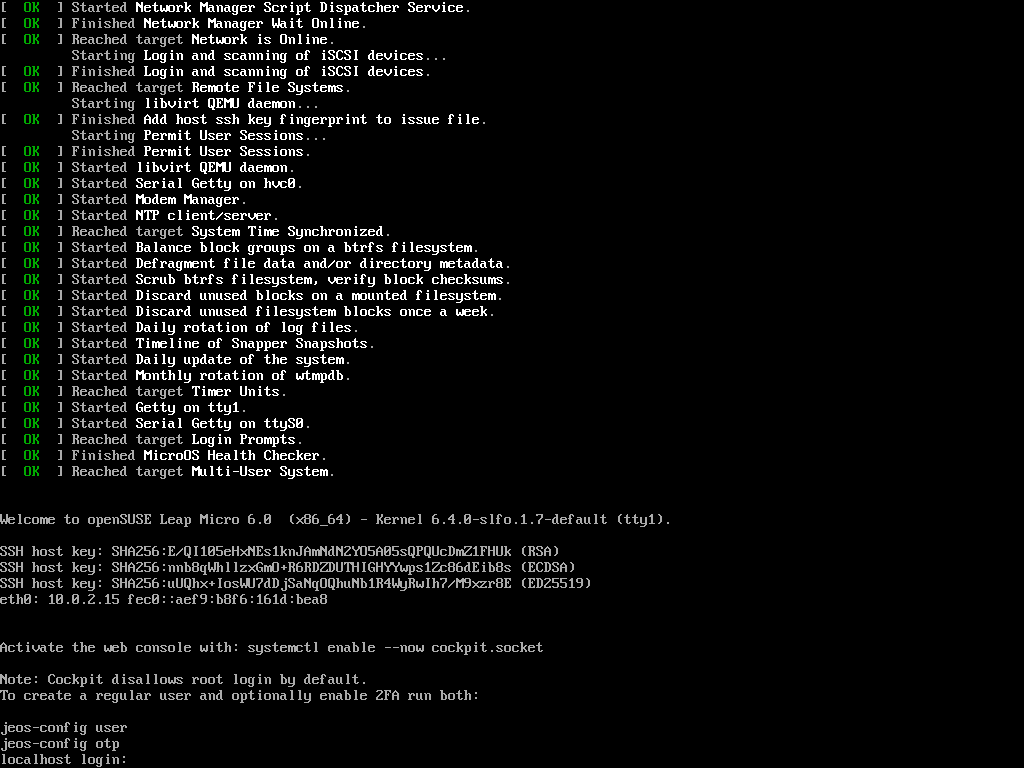 [  OK  ] Started Network Manager Script Dispatcher Service.
[  OK  ] Finished Network Manager Wait Online.
[  OK  ] Reached target Network is Online.
         Starting Login and scanning of iSCSI devices...
[  OK  ] Finished Login and scanning of iSCSI devices.
[  OK  ] Reached target Remote File Systems.
         Starting libvirt QEMU daemon...
[  OK  ] Finished Add host ssh key fingerprint to issue file.
         Starting Permit User Sessions...
[  OK  ] Finished Permit User Sessions.
[  OK  ] Started libvirt QEMU daemon.
[  OK  ] Started Serial Getty on hvc0.
[  OK  ] Started Modem Manager.
[  OK  ] Started NTP client/server.
[  OK  ] Reached target System Time Synchronized.
[  OK  ] Started Balance block groups on a btrfs filesystem.
[  OK  ] Started Defragment file data and/or directory metadata.
[  OK  ] Started Scrub btrfs filesystem, verify block checksums.
[  OK  ] Started Discard unused blocks on a mounted filesystem.
[  OK  ] Started Discard unused filesystem blocks once a week.
[  OK  ] Started Daily rotation of log files.
[  OK  ] Started Timeline of Snapper Snapshots.
[  OK  ] Started Daily update of the system.
[  OK  ] Started Monthly rotation of wtmpdb.
[  OK  ] Reached target Timer Units.
[  OK  ] Started Getty on tty1.
[  OK  ] Started Serial Getty on ttyS0.
[  OK  ] Reached target Login Prompts.
[  OK  ] Finished MicroOS Health Checker.
[  OK  ] Reached target Multi-User System.
Welcome to openSUSE Leap Micro 6.0  (x86_64) - Kernel 6.4.0-slfo.1.7-default (tty1).
SSH host key: SHA256:E/QI105eHxNEs1knJAmNdN2YO5A05sQPQUcDmZ1FHUk (RSA)
SSH host key: SHA256:nnb8qWhllzxGmO+R6RDZDUTHIGHYYwps1Zc86dEib8s (ECDSA)
SSH host key: SHA256:uUQhx+IosWU7dDjSaNqOQhuNb1R4WyRwIh7/M9xzr8E (ED25519)
eth0: 10.0.2.15 fec0::aef9:b8f6:161d:bea8
Activate the web console with: systemctl enable --now cockpit.socket
Note: Cockpit disallows root login by default.
To create a regular user and optionally enable 2FA run both:
jeos-config user
jeos-config otp
localhost login: